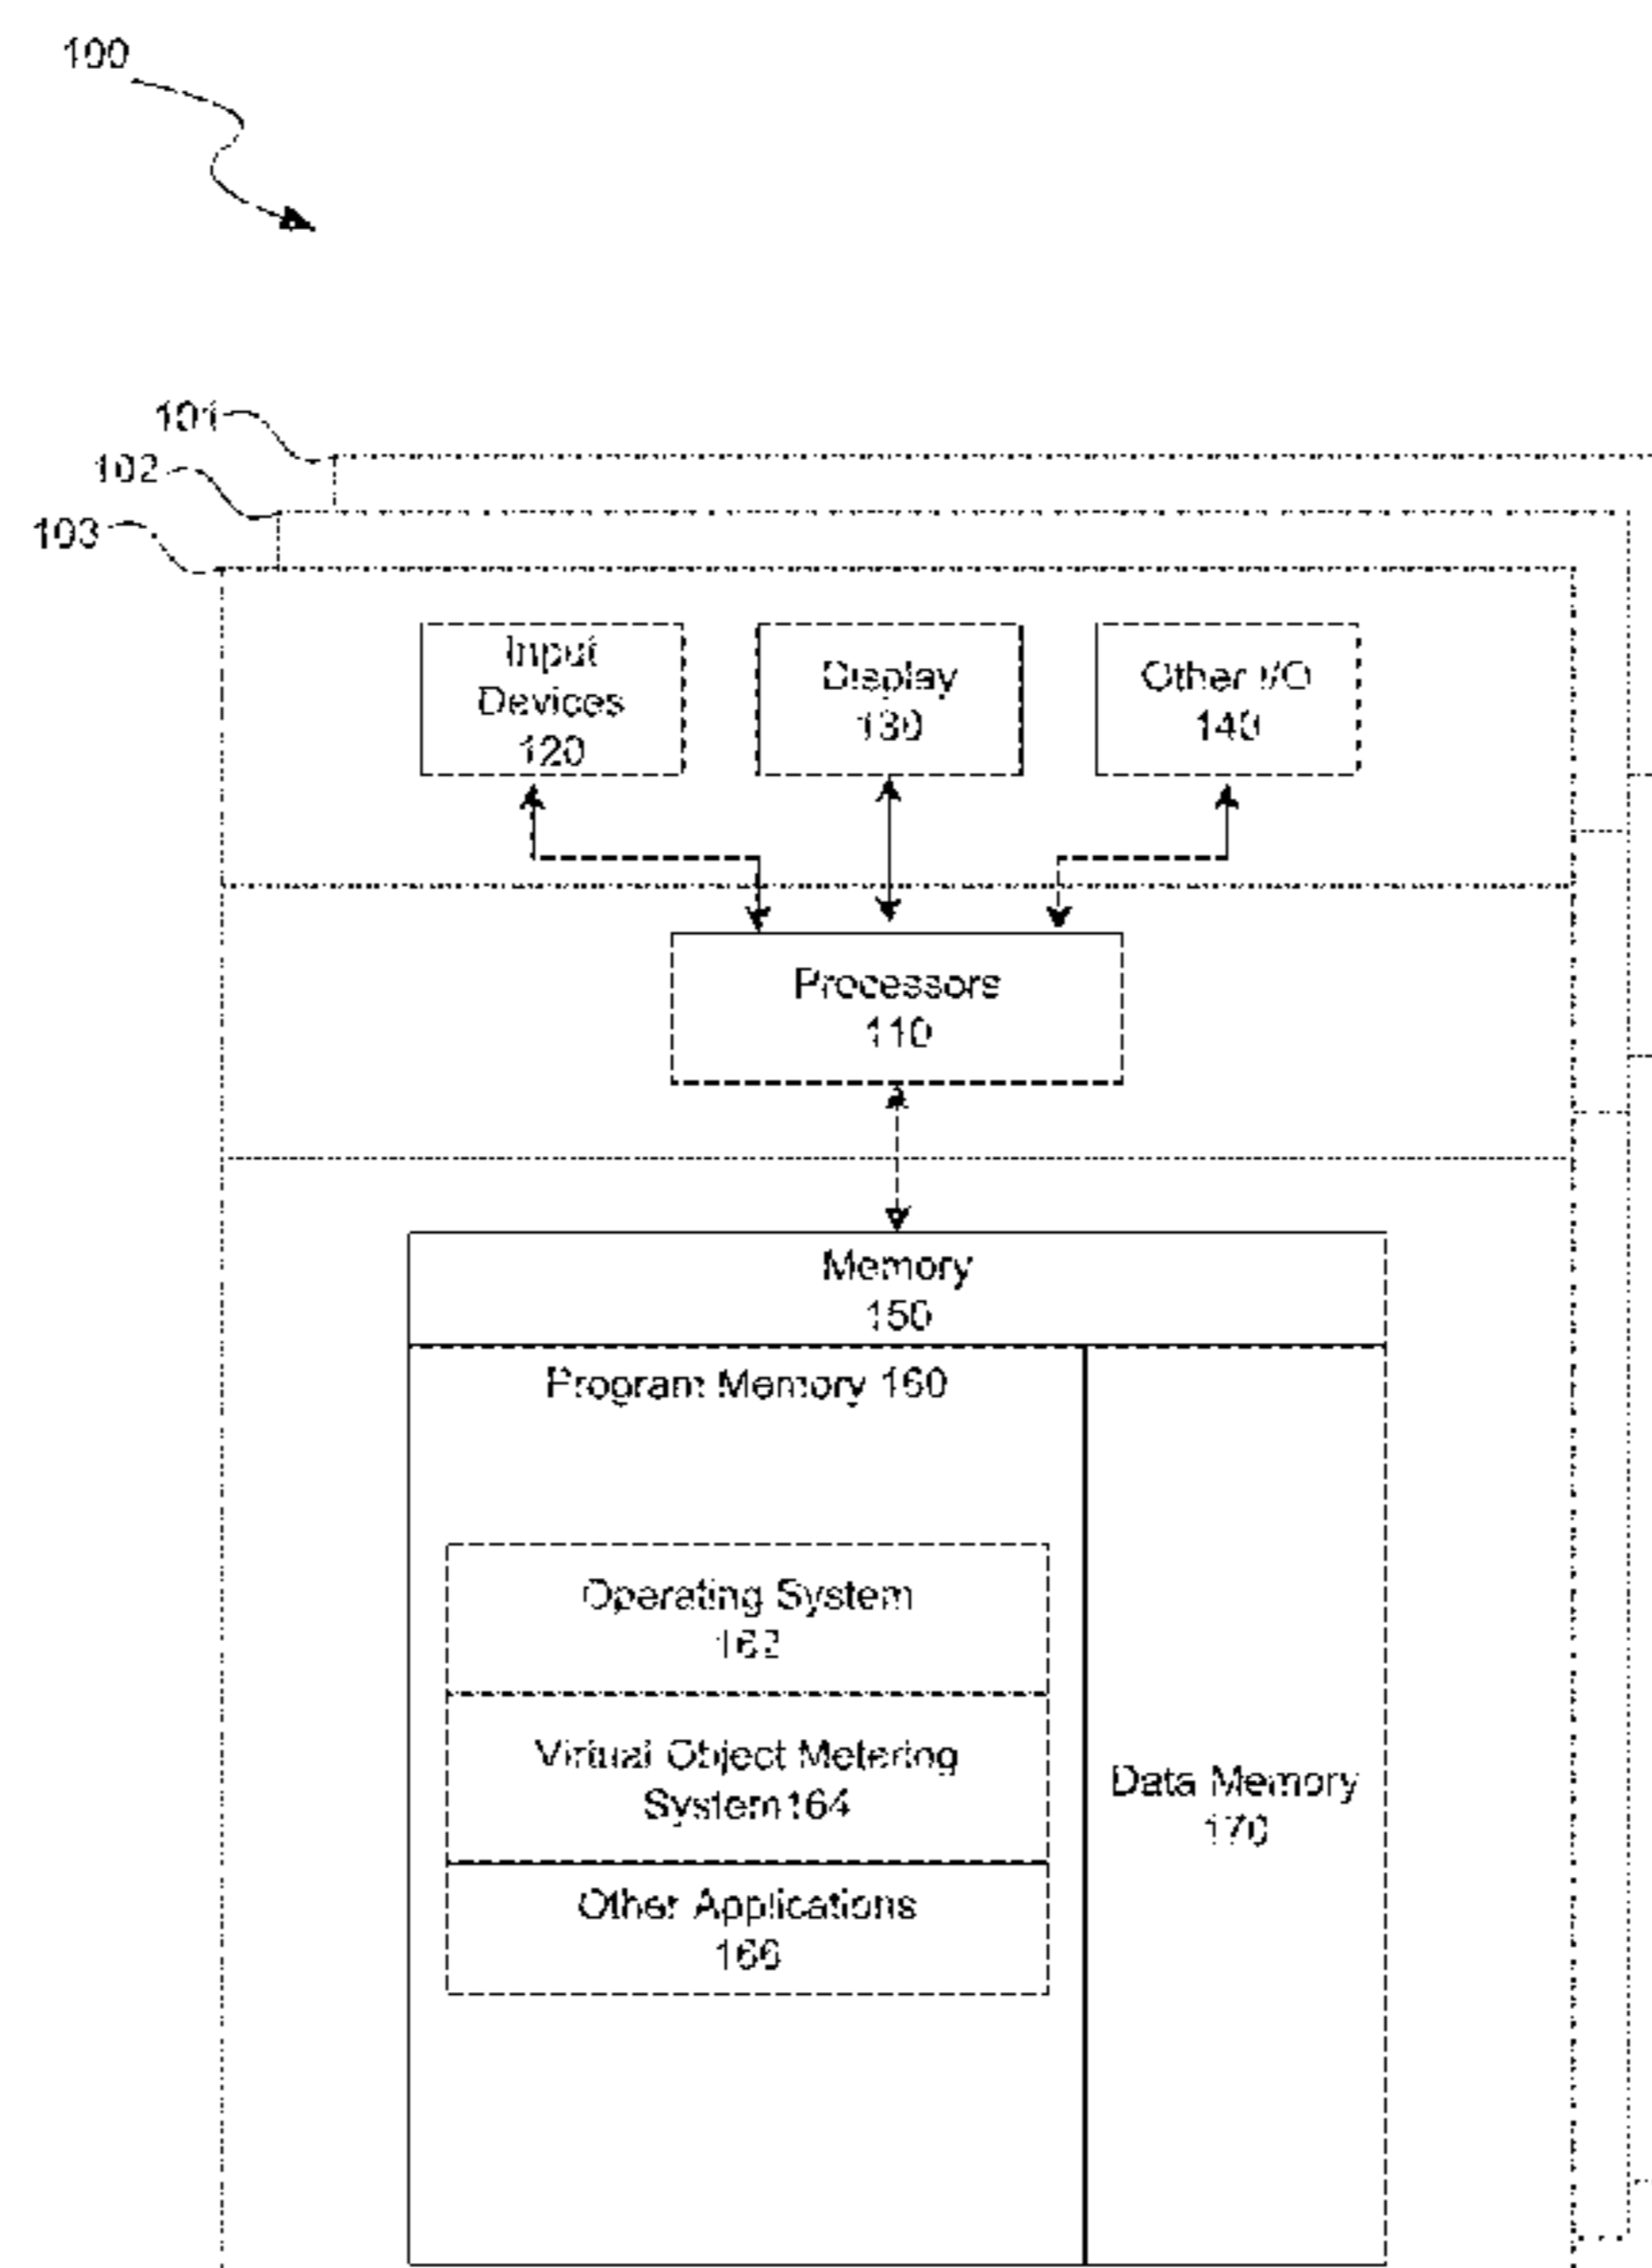 100
101
102
103
Input
Devices
120
Display
130
Other I/O
140
Processors
110
Memory
150
Program Memory 160
Operating System
162
Virtual Object Metering
System164
Other Applications
166
Data Memory
170